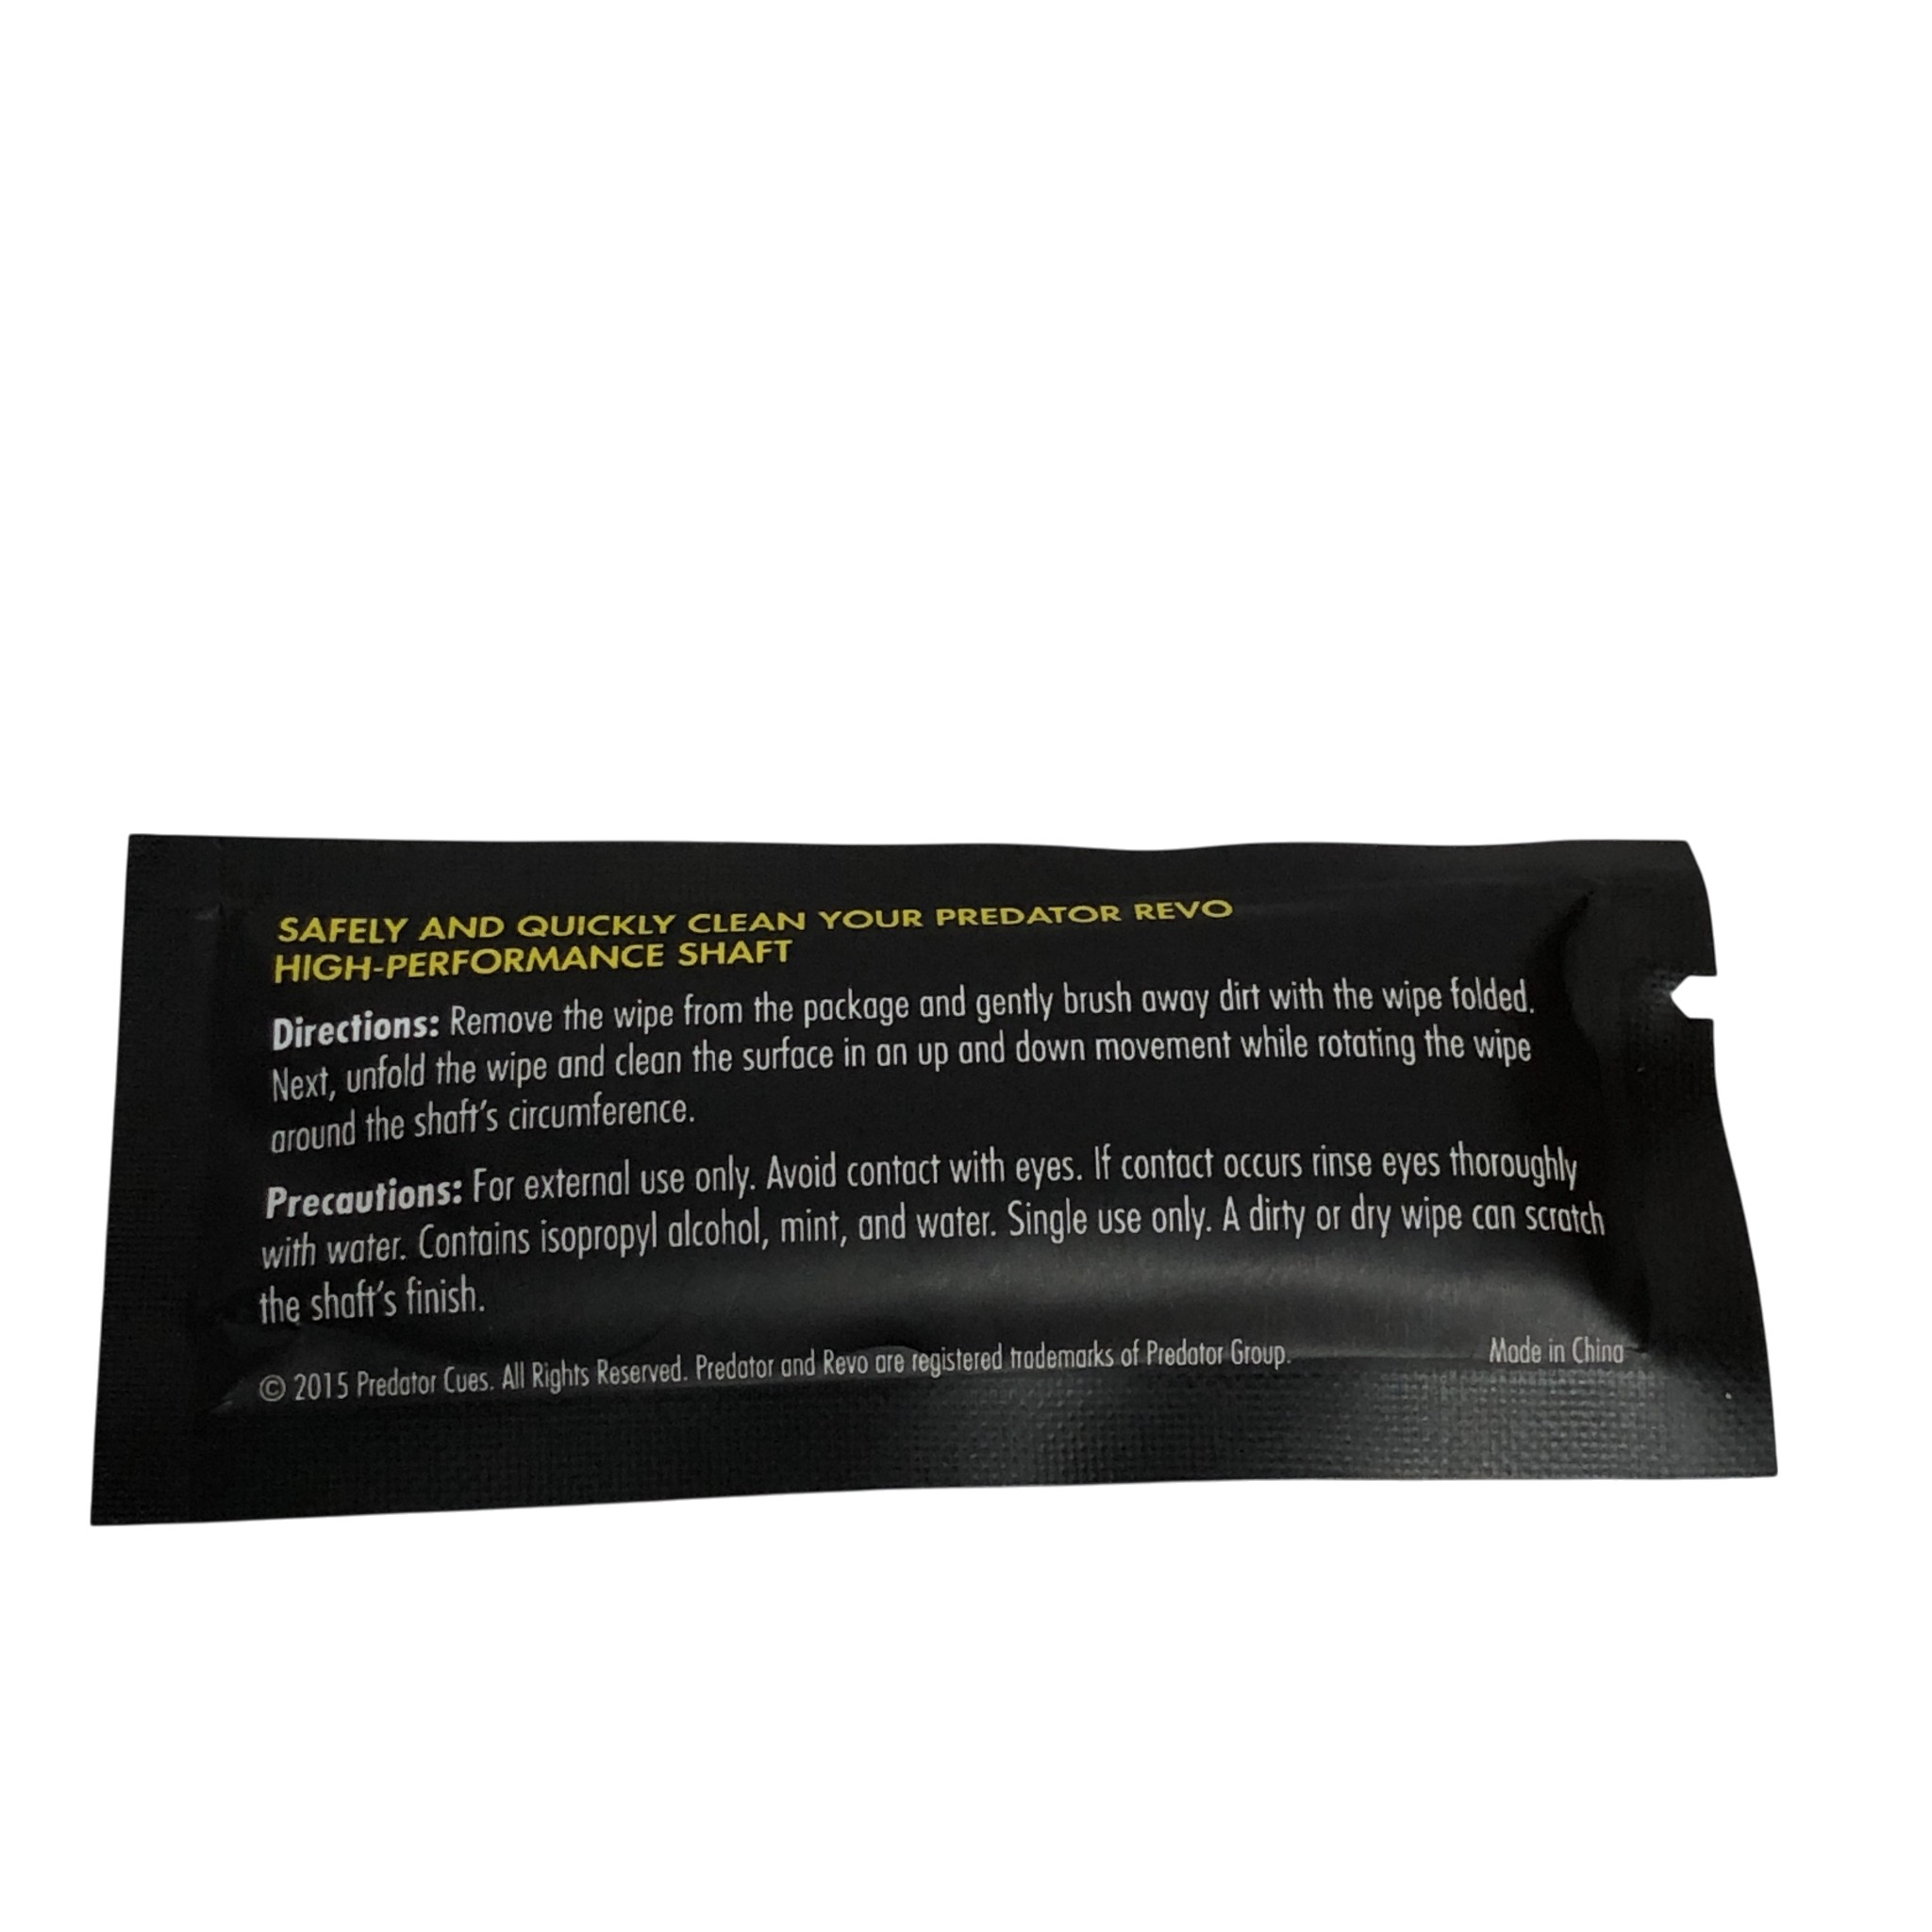 SAFELY AND QUICKLY CLEAN YOUR PREDATOR REVO
HIGH-PERFORMANCE SHAFT
Directions: Remove the wipe from the package and gently brush away dirt with the wipe folded.
Next, unfold the wipe and clean the surface in an up and down movement while rotating the wipe
around the shaft's circumference.
Precautions: For external use only. Avoid contact with eyes. If contact occurs rinse eyes thoroughly
with water. Contains isopropyl alcohol, mint, and water. Single use only. A dirty or dry wipe can scratch
the shaft's finish.
© 2015 Predator Cues. All Rights Reserved. Predator and Revo are registered trademarks of Predator Group. Made in China